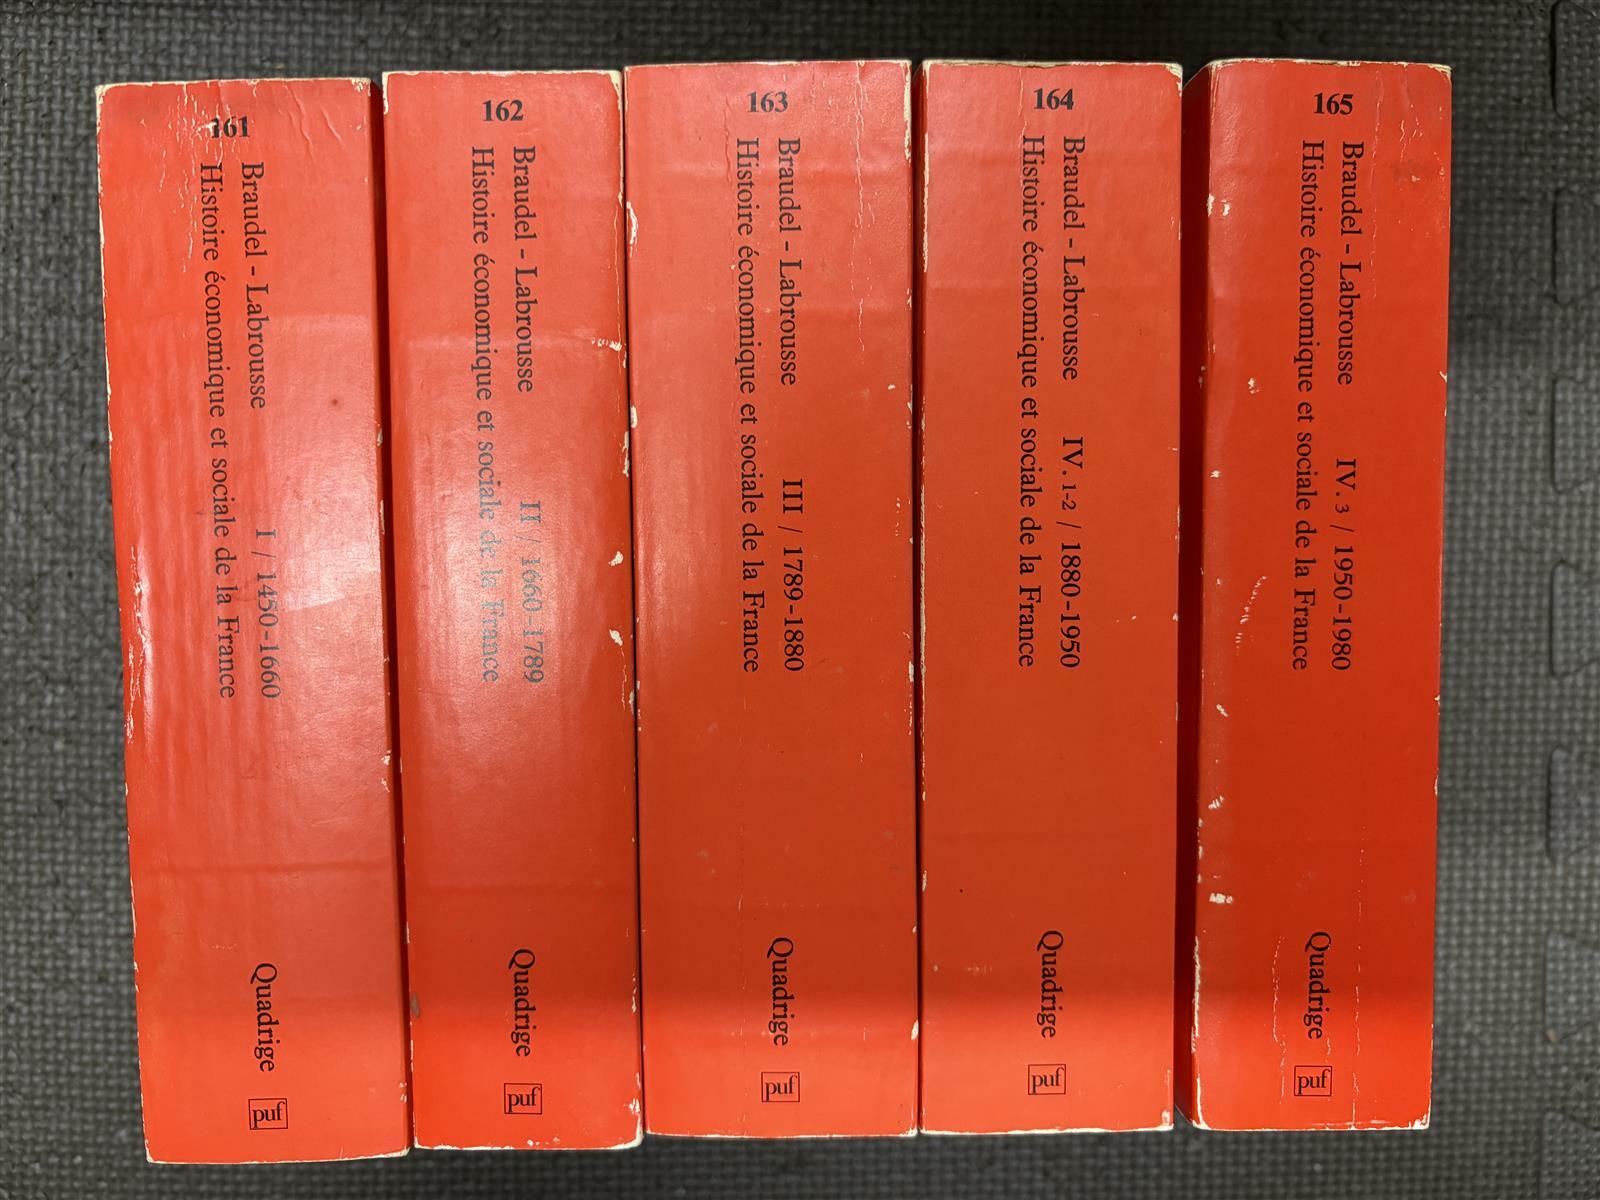 161
Braudel - Labrousse I / 1450-1660
Histoire économique et sociale de la France
Quadrige
puf
162
Braudel - Labrousse II / 1660-1789
Histoire économique et sociale de la France
Quadrige
puf
163
Braudel - Labrousse III / 1789-1880
Histoire économique et sociale de la France
Quadrige
puf
164
Braudel - Labrousse IV. 1-2 / 1880-1950
Histoire économique et sociale de la France
Quadrige
puf
165
Braudel - Labrousse IV. 3 / 1950-1980
Histoire économique et sociale de la France
Quadrige
puf